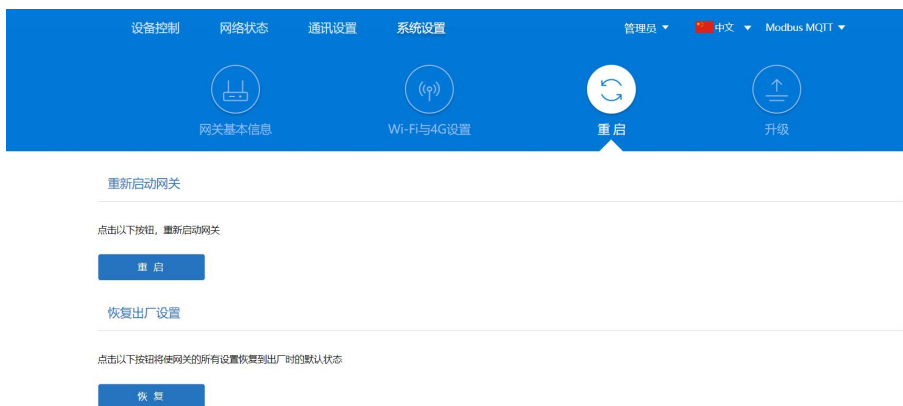 设备控制 网络状态 通讯设置 系统设置 管理员 中文 Modbus MQTT
网关基本信息 Wi-Fi与4G设置 重启 升级
重新启动网关
点击以下按钮，重新启动网关
重启
恢复出厂设置
点击以下按钮将使网关的所有设置恢复到出厂时的默认状态
恢复